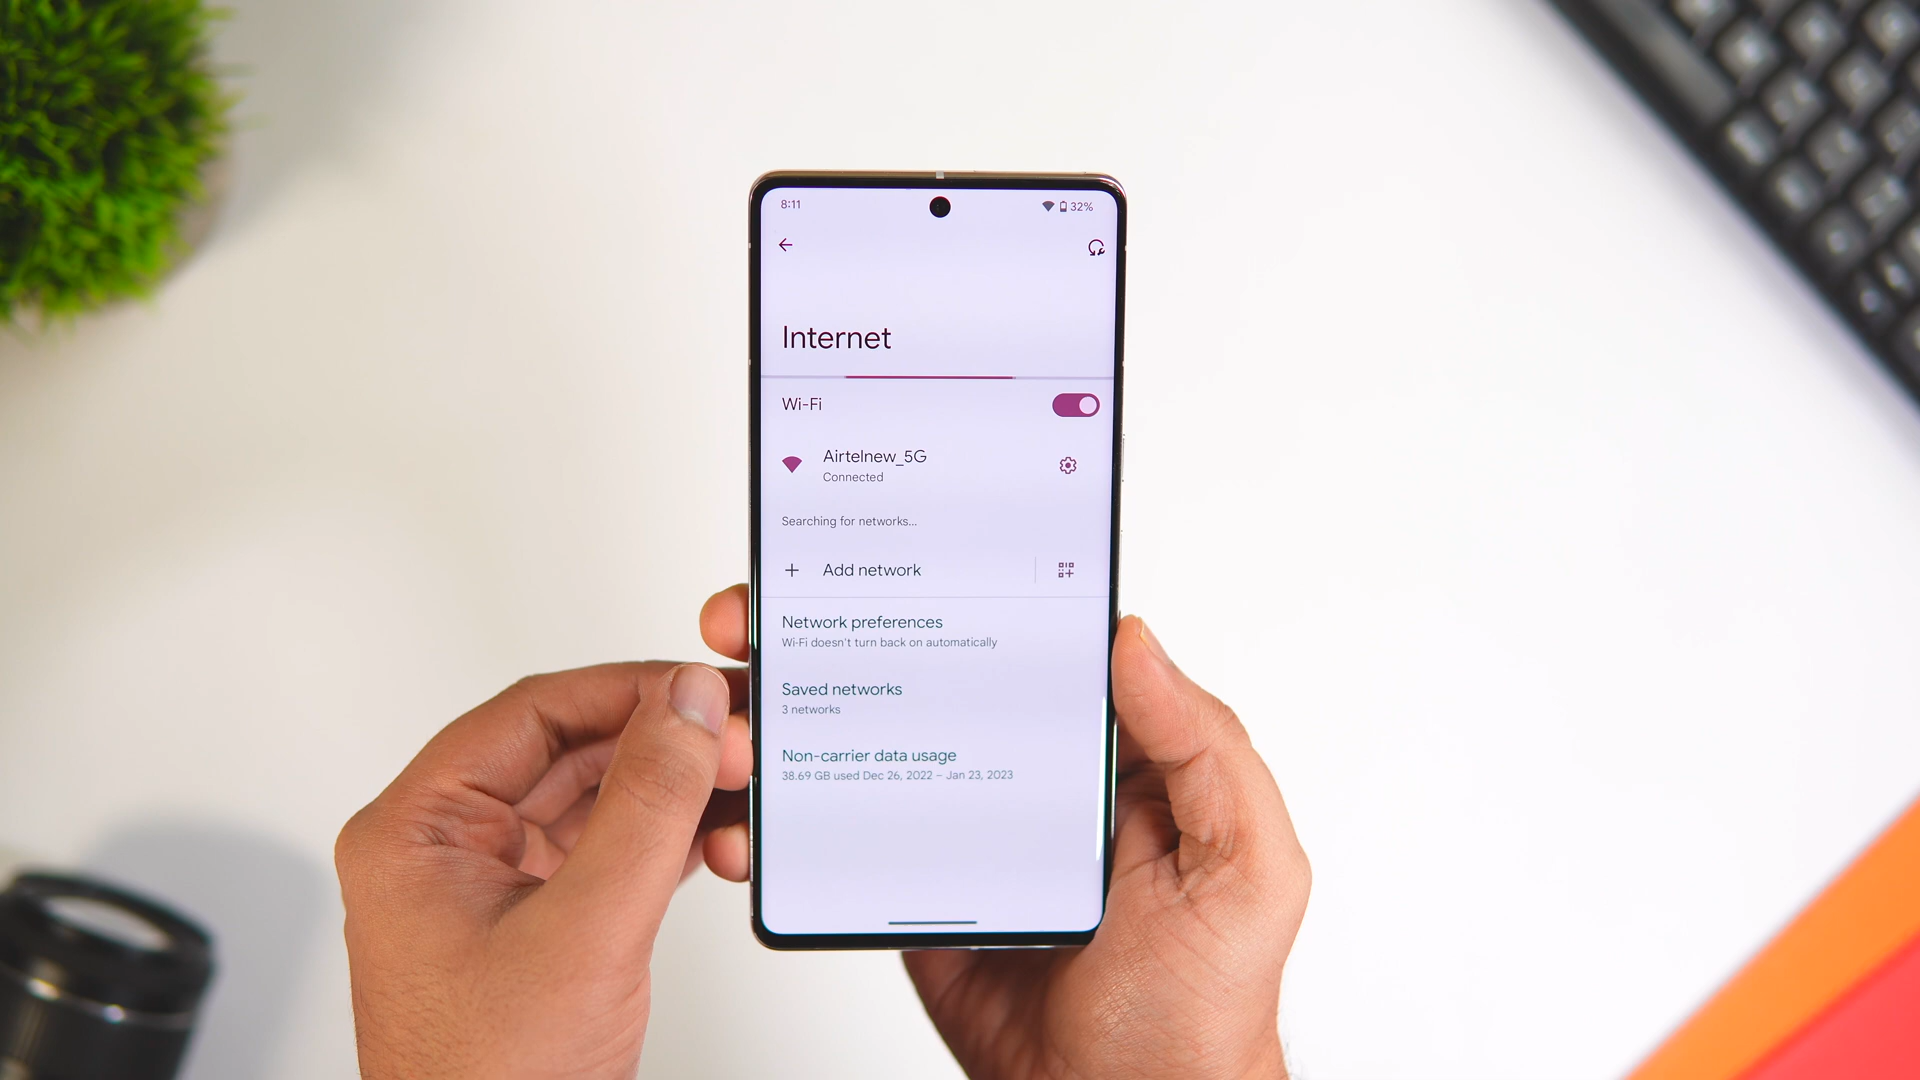 8:11
32%
Internet
Wi-Fi
Airtelnew_5G
Connected
Searching for networks...
Add network
Network preferences
Wi-Fi doesn't turn back on automatically
Saved networks
3 networks
Non-carrier data usage
38.69 GB used Dec 26, 2022 – Jan 23, 2023